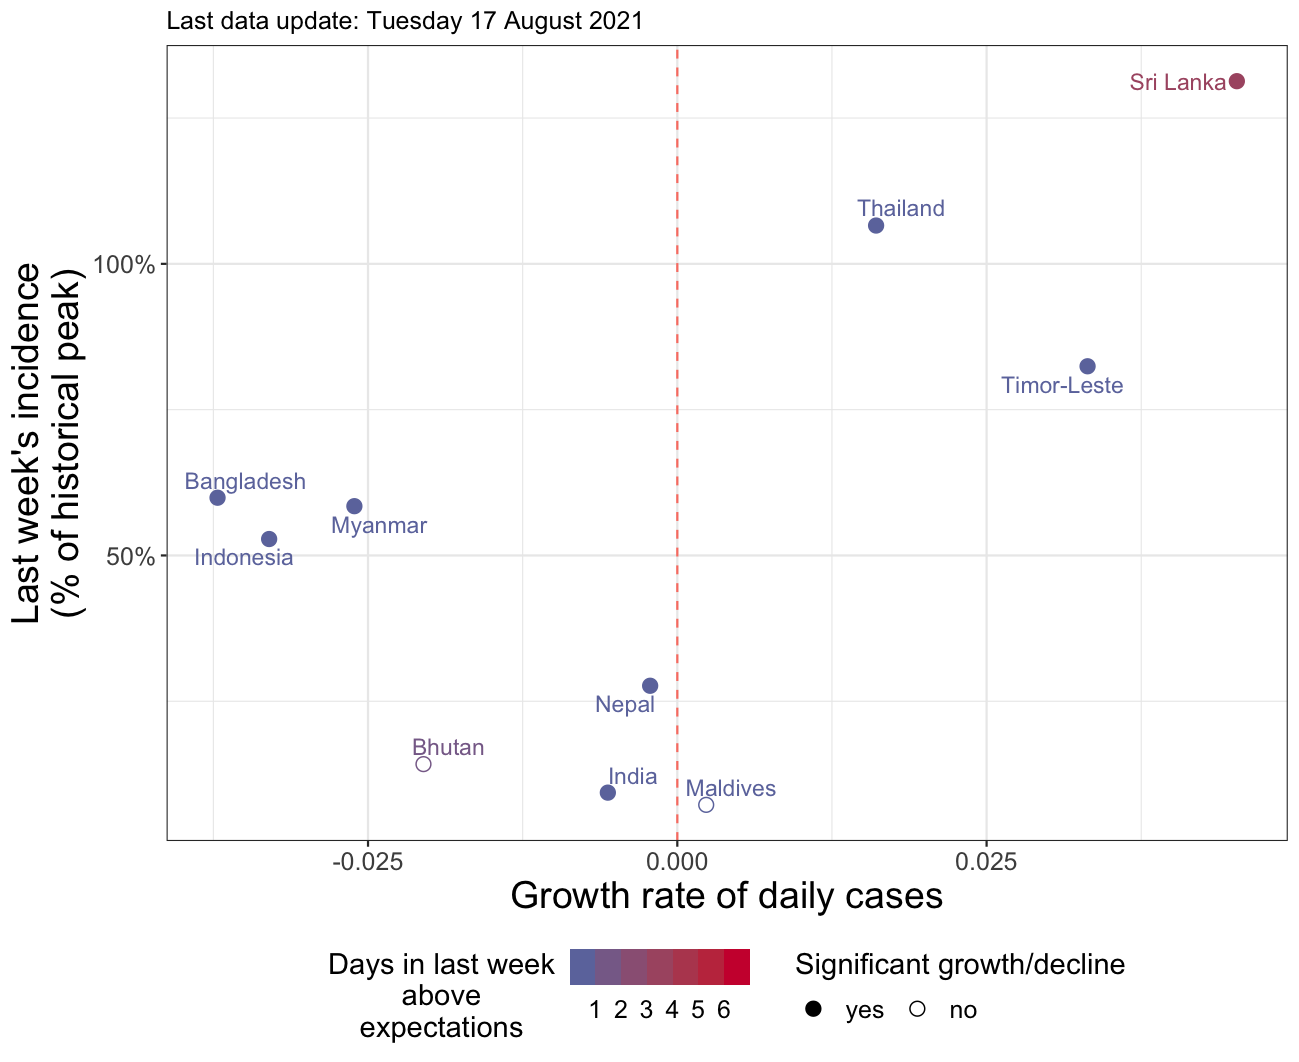 Last data update: Tuesday 17 August 2021
Sri Lanka
Thailand
100%
Timor-Leste
Last week's incidence
(% of historical peak)
Bangladesh
Myanmar
50%
Indonesia
Nepal
Bhutan
India
Maldives
-0.025 0.000 0.025
Growth rate of daily cases
Days in last week
above
expectations
1 2 3 4 5 6
Significant growth/decline
yes no